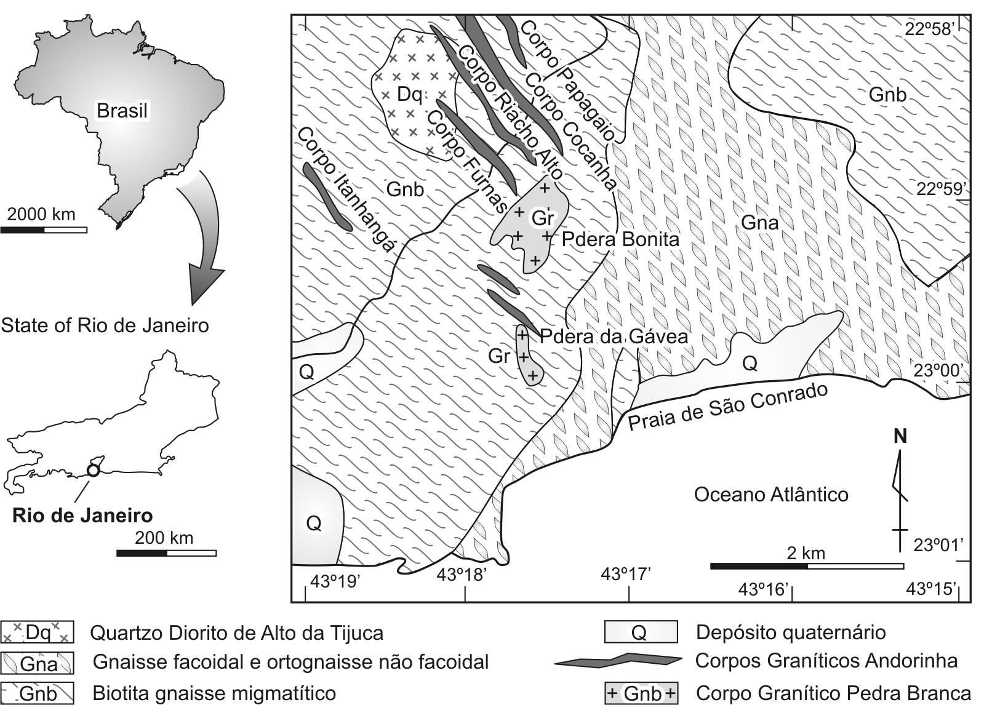 Brasil
2000 km
State of Rio de Janeiro
Rio de Janeiro
200 km
22º58’
Corpo Papagaio
Corpo Cocanha
Corpo Riacho Alto
Dq
Gnb
Corpo Furnas
Corpo Itanhangá
Gnb
22º59’
Gr
Gna
Pdera Bonita
Pdera da Gávea
Gr
Q
Q
23º00’
Praia de São Conrado
N
Oceano Atlântico
Q
23º01’
2 km
43º19’
43º18’
43º17’
43º16’
43º15’
Dq Quartzo Diorito de Alto da Tijuca
Gna Gnaisse facoidal e ortognaisse não facoidal
Gnb Biotita gnaisse migmatítico
Q Depósito quaternário
Corpos Graníticos Andorinha
Gnb Corpo Granítico Pedra Branca